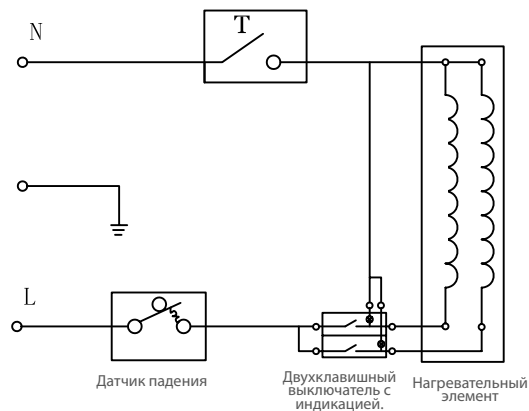 N
T
L
Датчик падения
Двухклавишный
выключатель с
индикацией.
Нагревательный
элемент